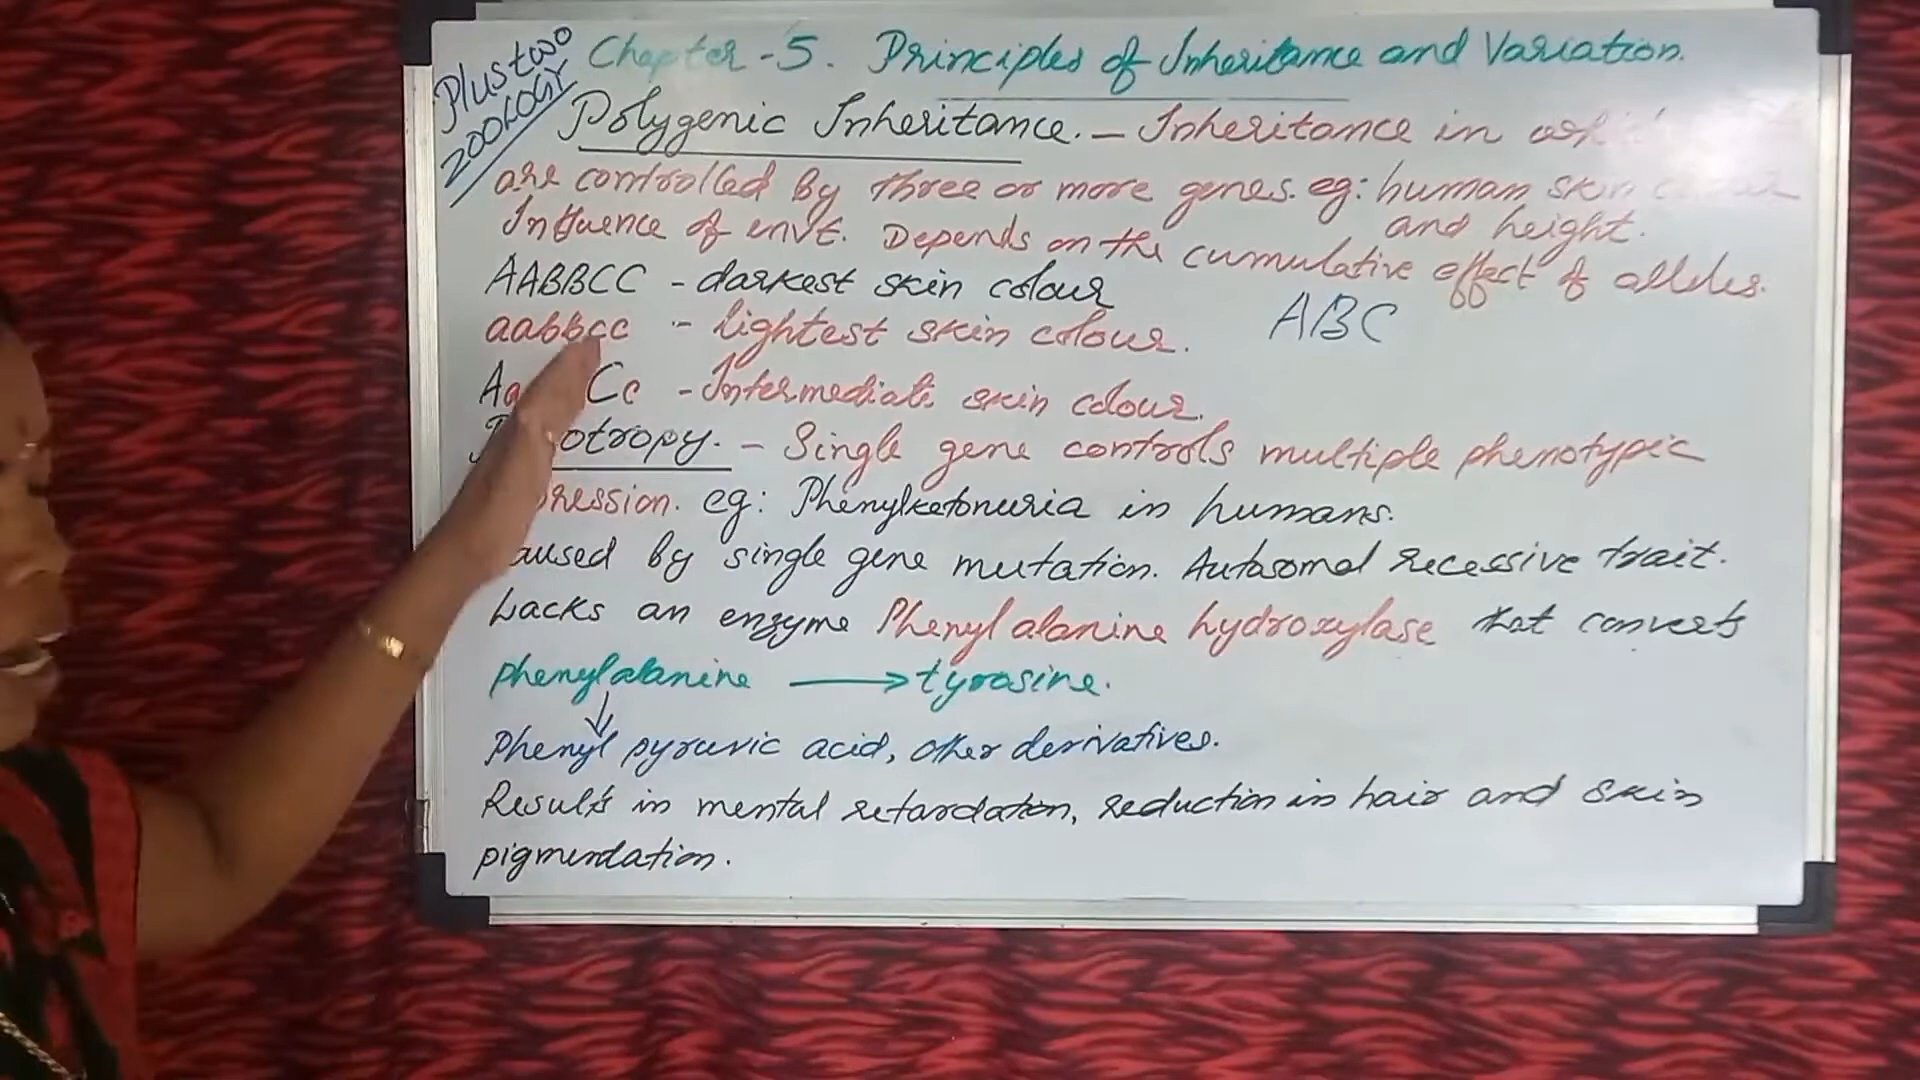 Plus two
ZOOLOGY
Chapter - 5. Principles of Inheritance and Variation.
Polygenic Inheritance. - Inheritance in
are controlled by three or more genes. eg: human skin
and height.
Influence of envt. Depends on the cumulative effect of alleles.
AABBCC - darkest skin colour
ABC
aabbcc - lightest skin colour.
Aa Cc - Intermediate skin colour.
otropy. - Single gene controls multiple phenotypic
ression. eg: Phenylketonuria in humans.
aused by single gene mutation. Autosomal recessive trait.
Lacks an enzyme Phenyl alanine hydroxylase that converts
phenylalanine → tyrosine.
↓
Phenyl pyruvic acid, other derivatives.
Results in mental retardation, reduction in hair and skin
pigmentation.